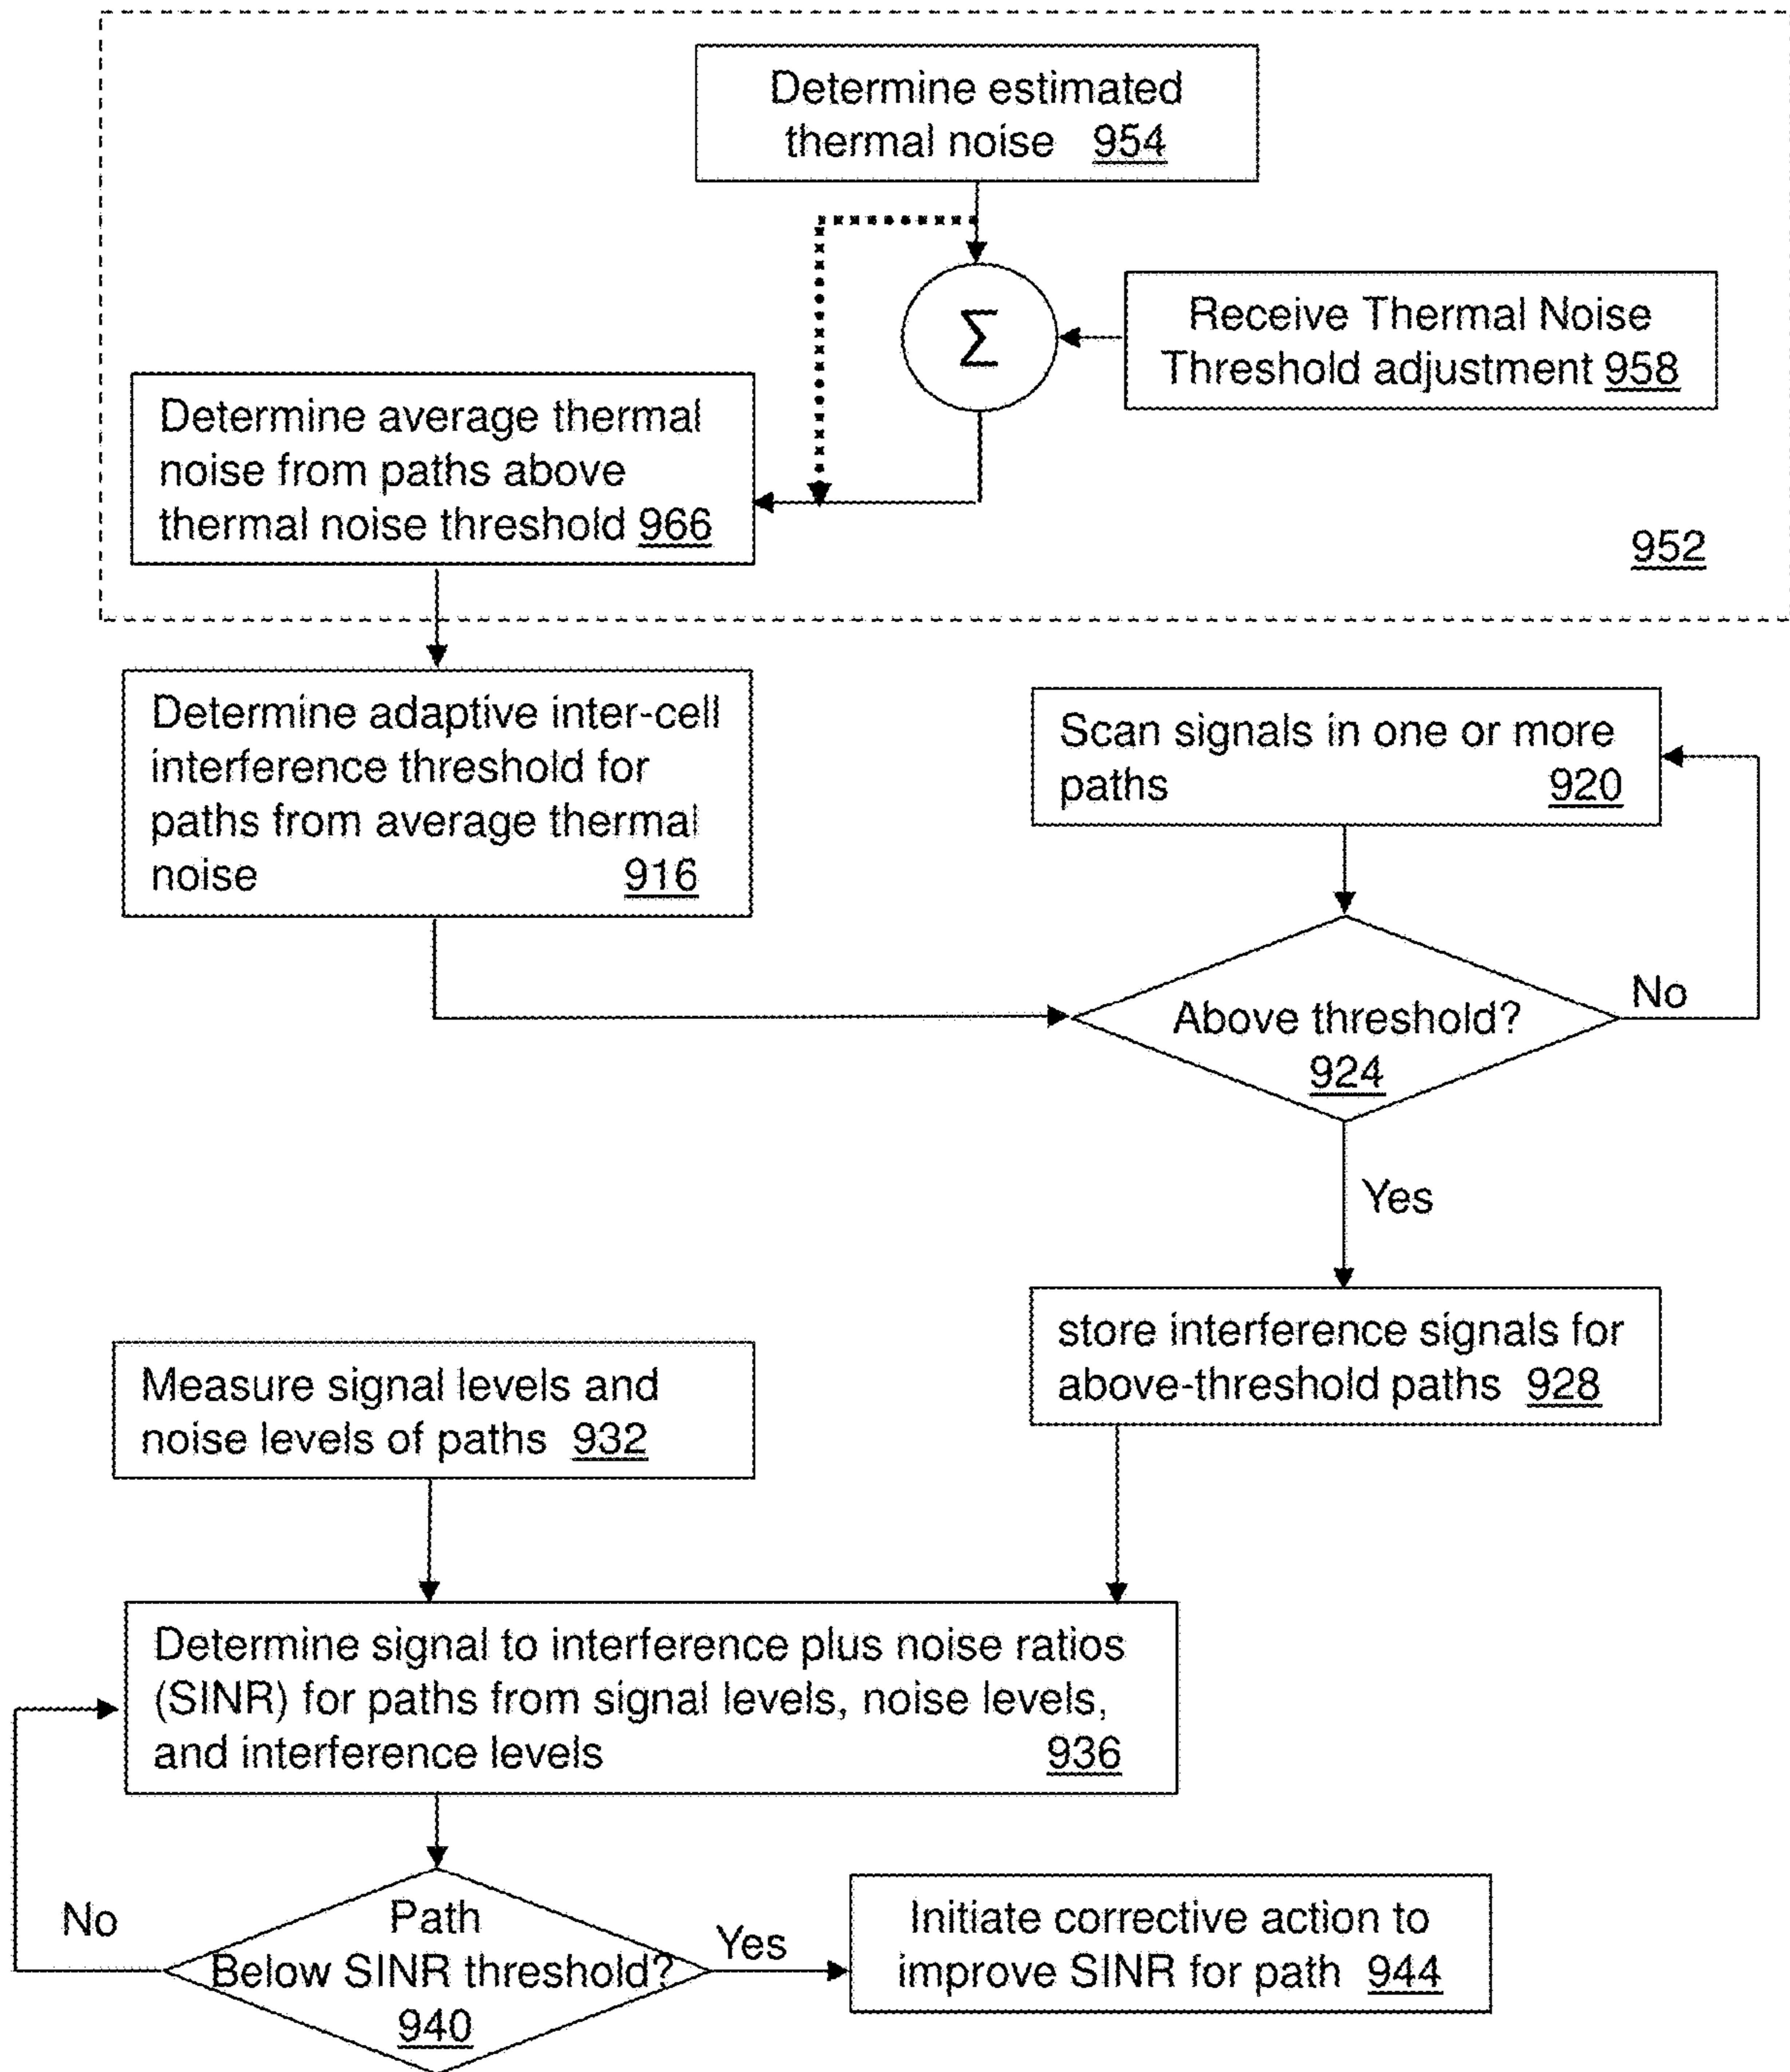 Determine estimated
thermal noise 954
Σ
Receive Thermal Noise
Threshold adjustment 958
Determine average thermal
noise from paths above
thermal noise threshold 966
952
Determine adaptive inter-cell
interference threshold for
paths from average thermal
noise 916
Scan signals in one or more
paths 920
Above threshold?
924
No
Yes
store interference signals for
above-threshold paths 928
Measure signal levels and
noise levels of paths 932
Determine signal to interference plus noise ratios
(SINR) for paths from signal levels, noise levels,
and interference levels 936
No
Path
Below SINR threshold?
940
Yes
Initiate corrective action to
improve SINR for path 944